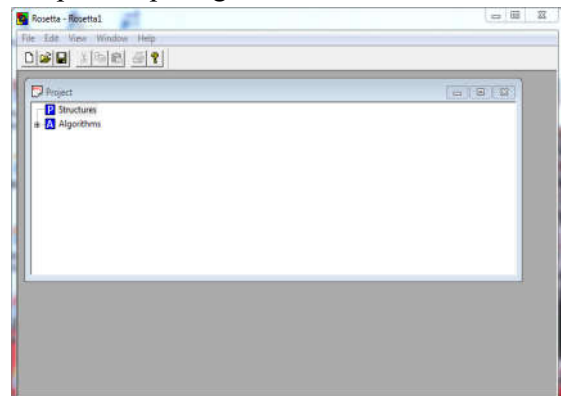 Rosetta - Rosetta1
File Edit View Window Help
Project
P Structures
A Algorithms